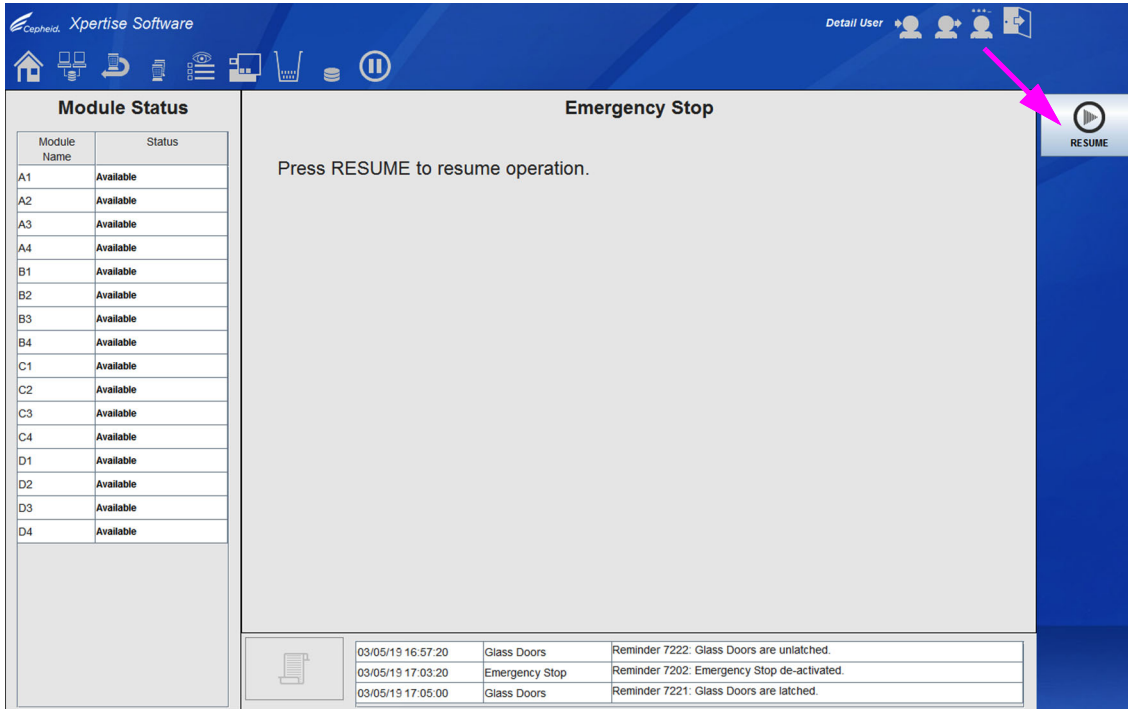 Cepheid. Xpertise Software
Detail User
Module Status
Module Name Status
A1 Available
A2 Available
A3 Available
A4 Available
B1 Available
B2 Available
B3 Available
B4 Available
C1 Available
C2 Available
C3 Available
C4 Available
D1 Available
D2 Available
D3 Available
D4 Available
Emergency Stop
Press RESUME to resume operation.
RESUME
03/05/19 16:57:20 Glass Doors Reminder 7222: Glass Doors are unlatched.
03/05/19 17:03:20 Emergency Stop Reminder 7202: Emergency Stop de-activated.
03/05/19 17:05:00 Glass Doors Reminder 7221: Glass Doors are latched.